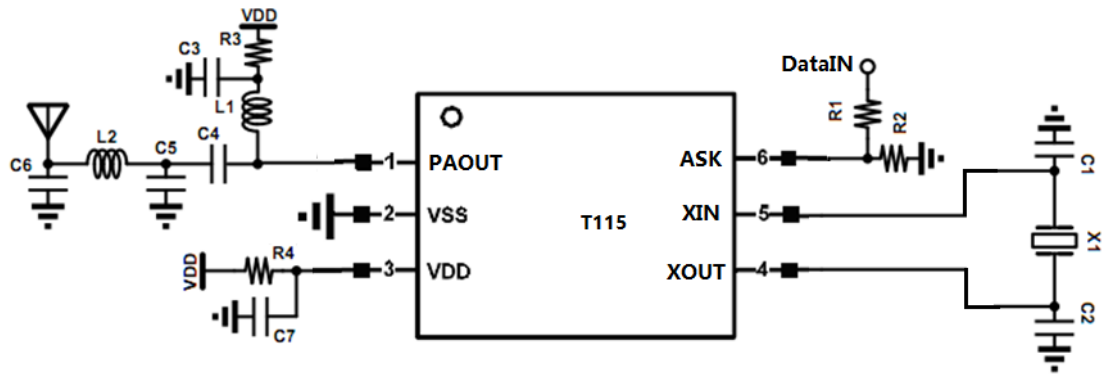 VDD
R3
C3
L1
L2
C4
C5
C6
1 PAOUT
2 VSS
3 VDD
VDD
R4
C7
T115
DataIN
R1
R2
ASK 6
XIN 5
XOUT 4
C1
X1
C2